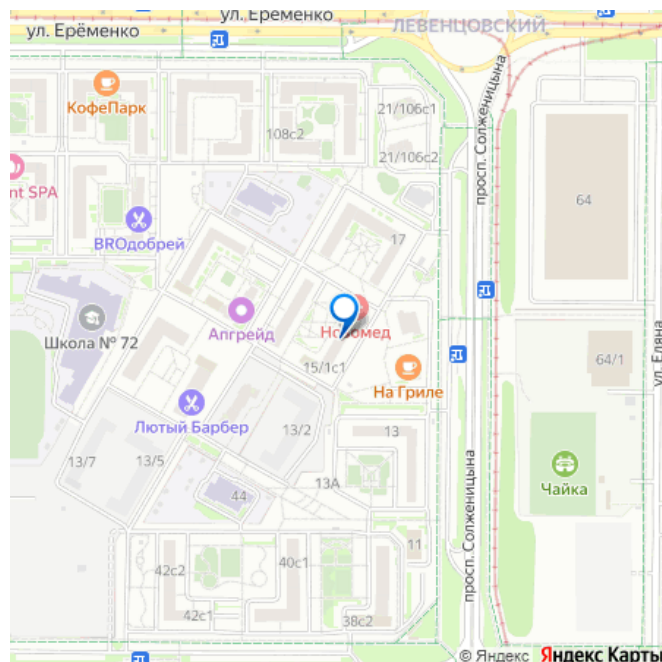 ул. Еременко
ул. Ерёменко
ЛЕВЕНЦОВСКИЙ
КофеПарк
21/106с1
108с2
просп. Солженицына
21/106с2
nt SPA
64
BROдобрей
17
Апгрейд
Новомед
Школа № 72
15/1с1
64/1
ул. Еляна
На Гриле
Лютый Барбер
13/2
13
13/7
13/5
Чайка
13А
44
просп. Солженицына
11
42с2
40с1
42с1
38с2
© Яндекс Яндекс Карты